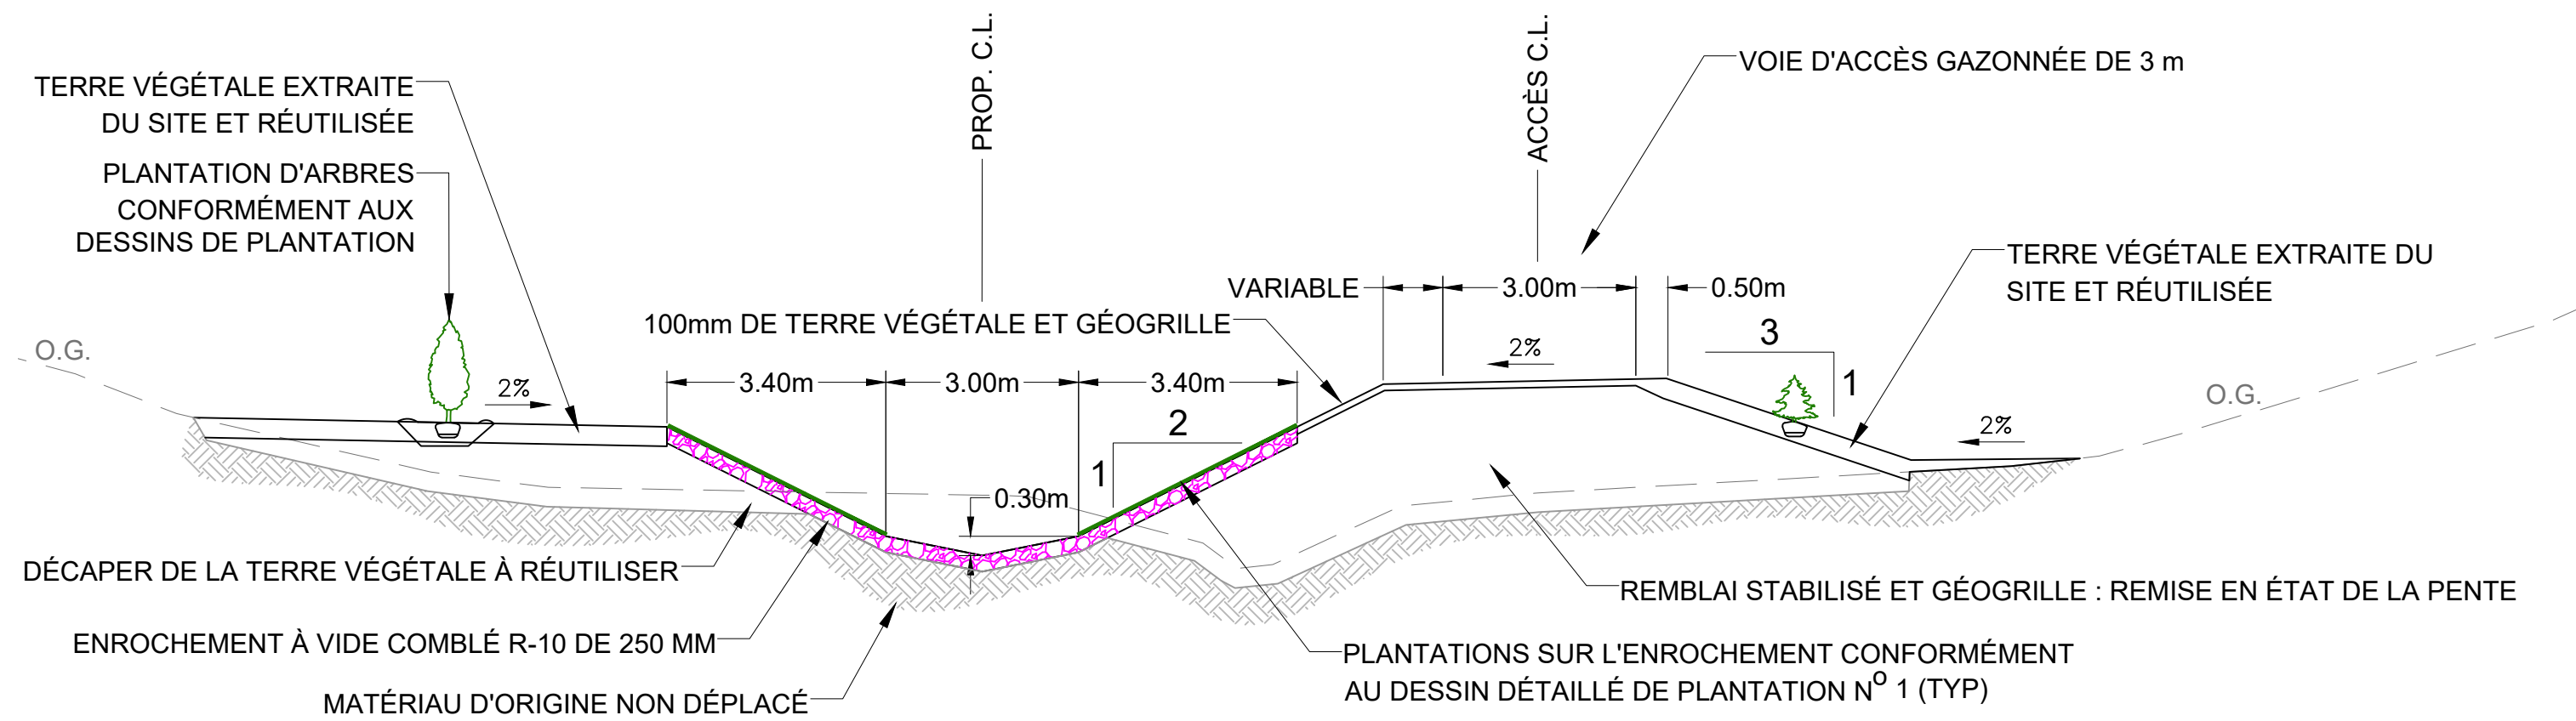 TERRE VÉGÉTALE EXTRAITE
DU SITE ET RÉUTILISÉE
PLANTATION D'ARBRES
CONFORMÉMENT AUX
DESSINS DE PLANTATION
PROP. C.L.
ACCÈS C.L.
VOIE D'ACCÈS GAZONNÉE DE 3 m
TERRE VÉGÉTALE EXTRAITE DU
SITE ET RÉUTILISÉE
VARIABLE
3.00m
0.50m
100mm DE TERRE VÉGÉTALE ET GÉOGRILLE
3
1
O.G.
2%
2%
3.40m
3.00m
3.40m
O.G.
2
1
2%
0.30m
DÉCAPER DE LA TERRE VÉGÉTALE À RÉUTILISER
REMBLAI STABILISÉ ET GÉOGRILLE : REMISE EN ÉTAT DE LA PENTE
ENROCHEMENT À VIDE COMBLÉ R-10 DE 250 MM
PLANTATIONS SUR L'ENROCHEMENT CONFORMÉMENT
AU DESSIN DÉTAILLÉ DE PLANTATION Nº 1 (TYP)
MATÉRIAU D'ORIGINE NON DÉPLACÉ